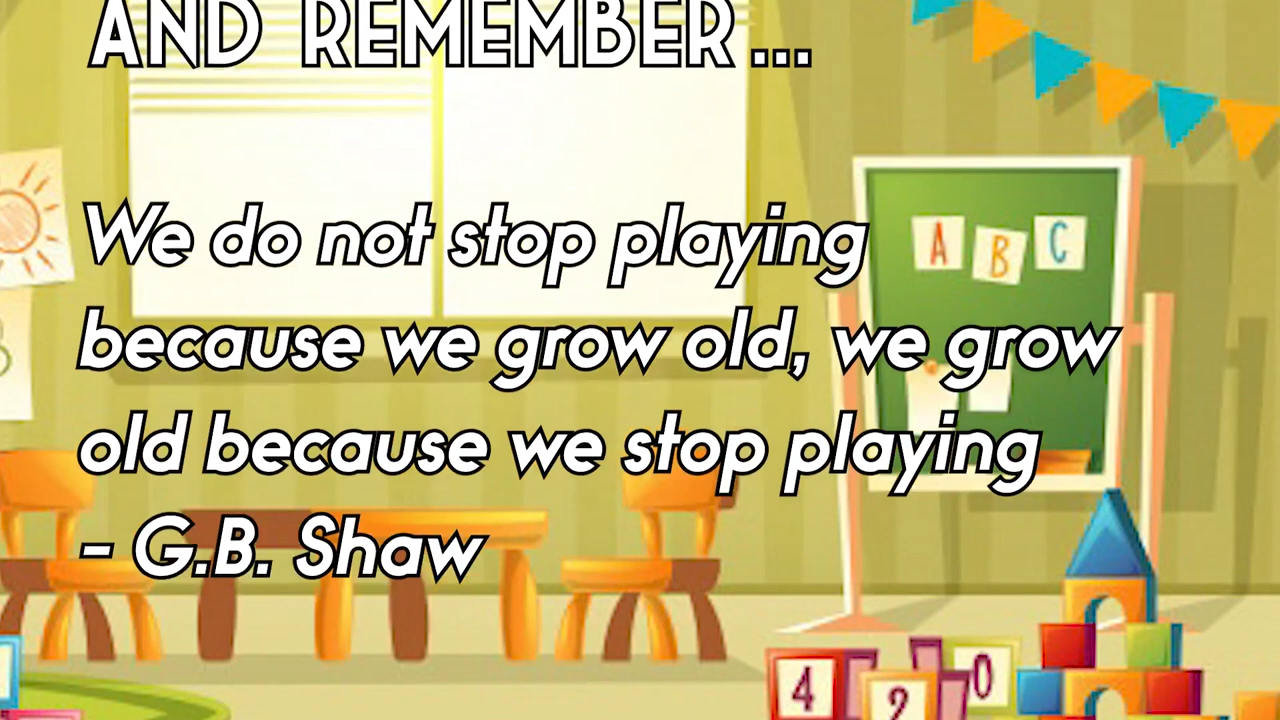 AND REMEMBER...
We do not stop playing
because we grow old, we grow
old because we stop playing
- G.B. Shaw
A B C
4 2 0